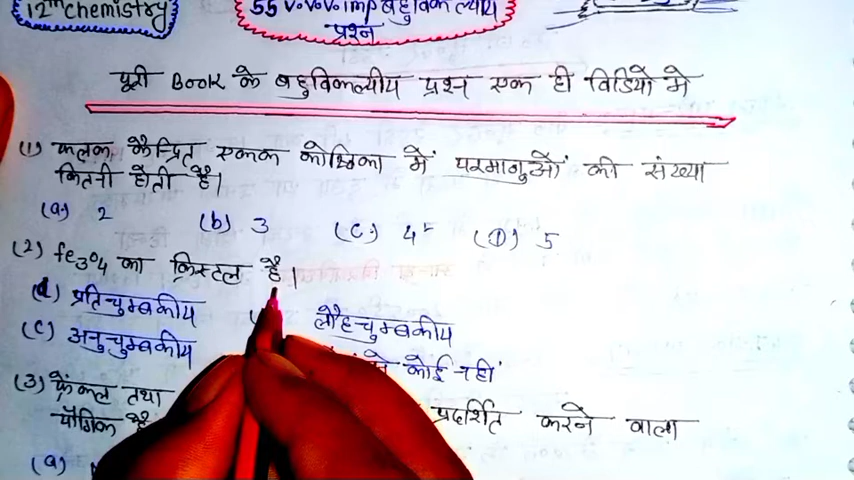 12th chemistry
55 V.V.V.V.imp बहुविकल्पीय
प्रश्न
पूरी Book के बहुविकल्पीय प्रश्न एक ही विडियो मे
(1) फलक केन्द्रित एकक कोष्ठिका में परमाणुओं की संख्या
कितनी होती है।
(a) 2 (b) 3 (C) 4 (D) 5
(2) fe3O4 का क्रिस्टल है।
प्रतिचुम्बकीय लौहचुम्बकीय
(C) अनुचुम्बकीय कोई नहीं
(3) फ्रेंकल तथा प्रदर्शित करने वाला
यौगिक है
(a)